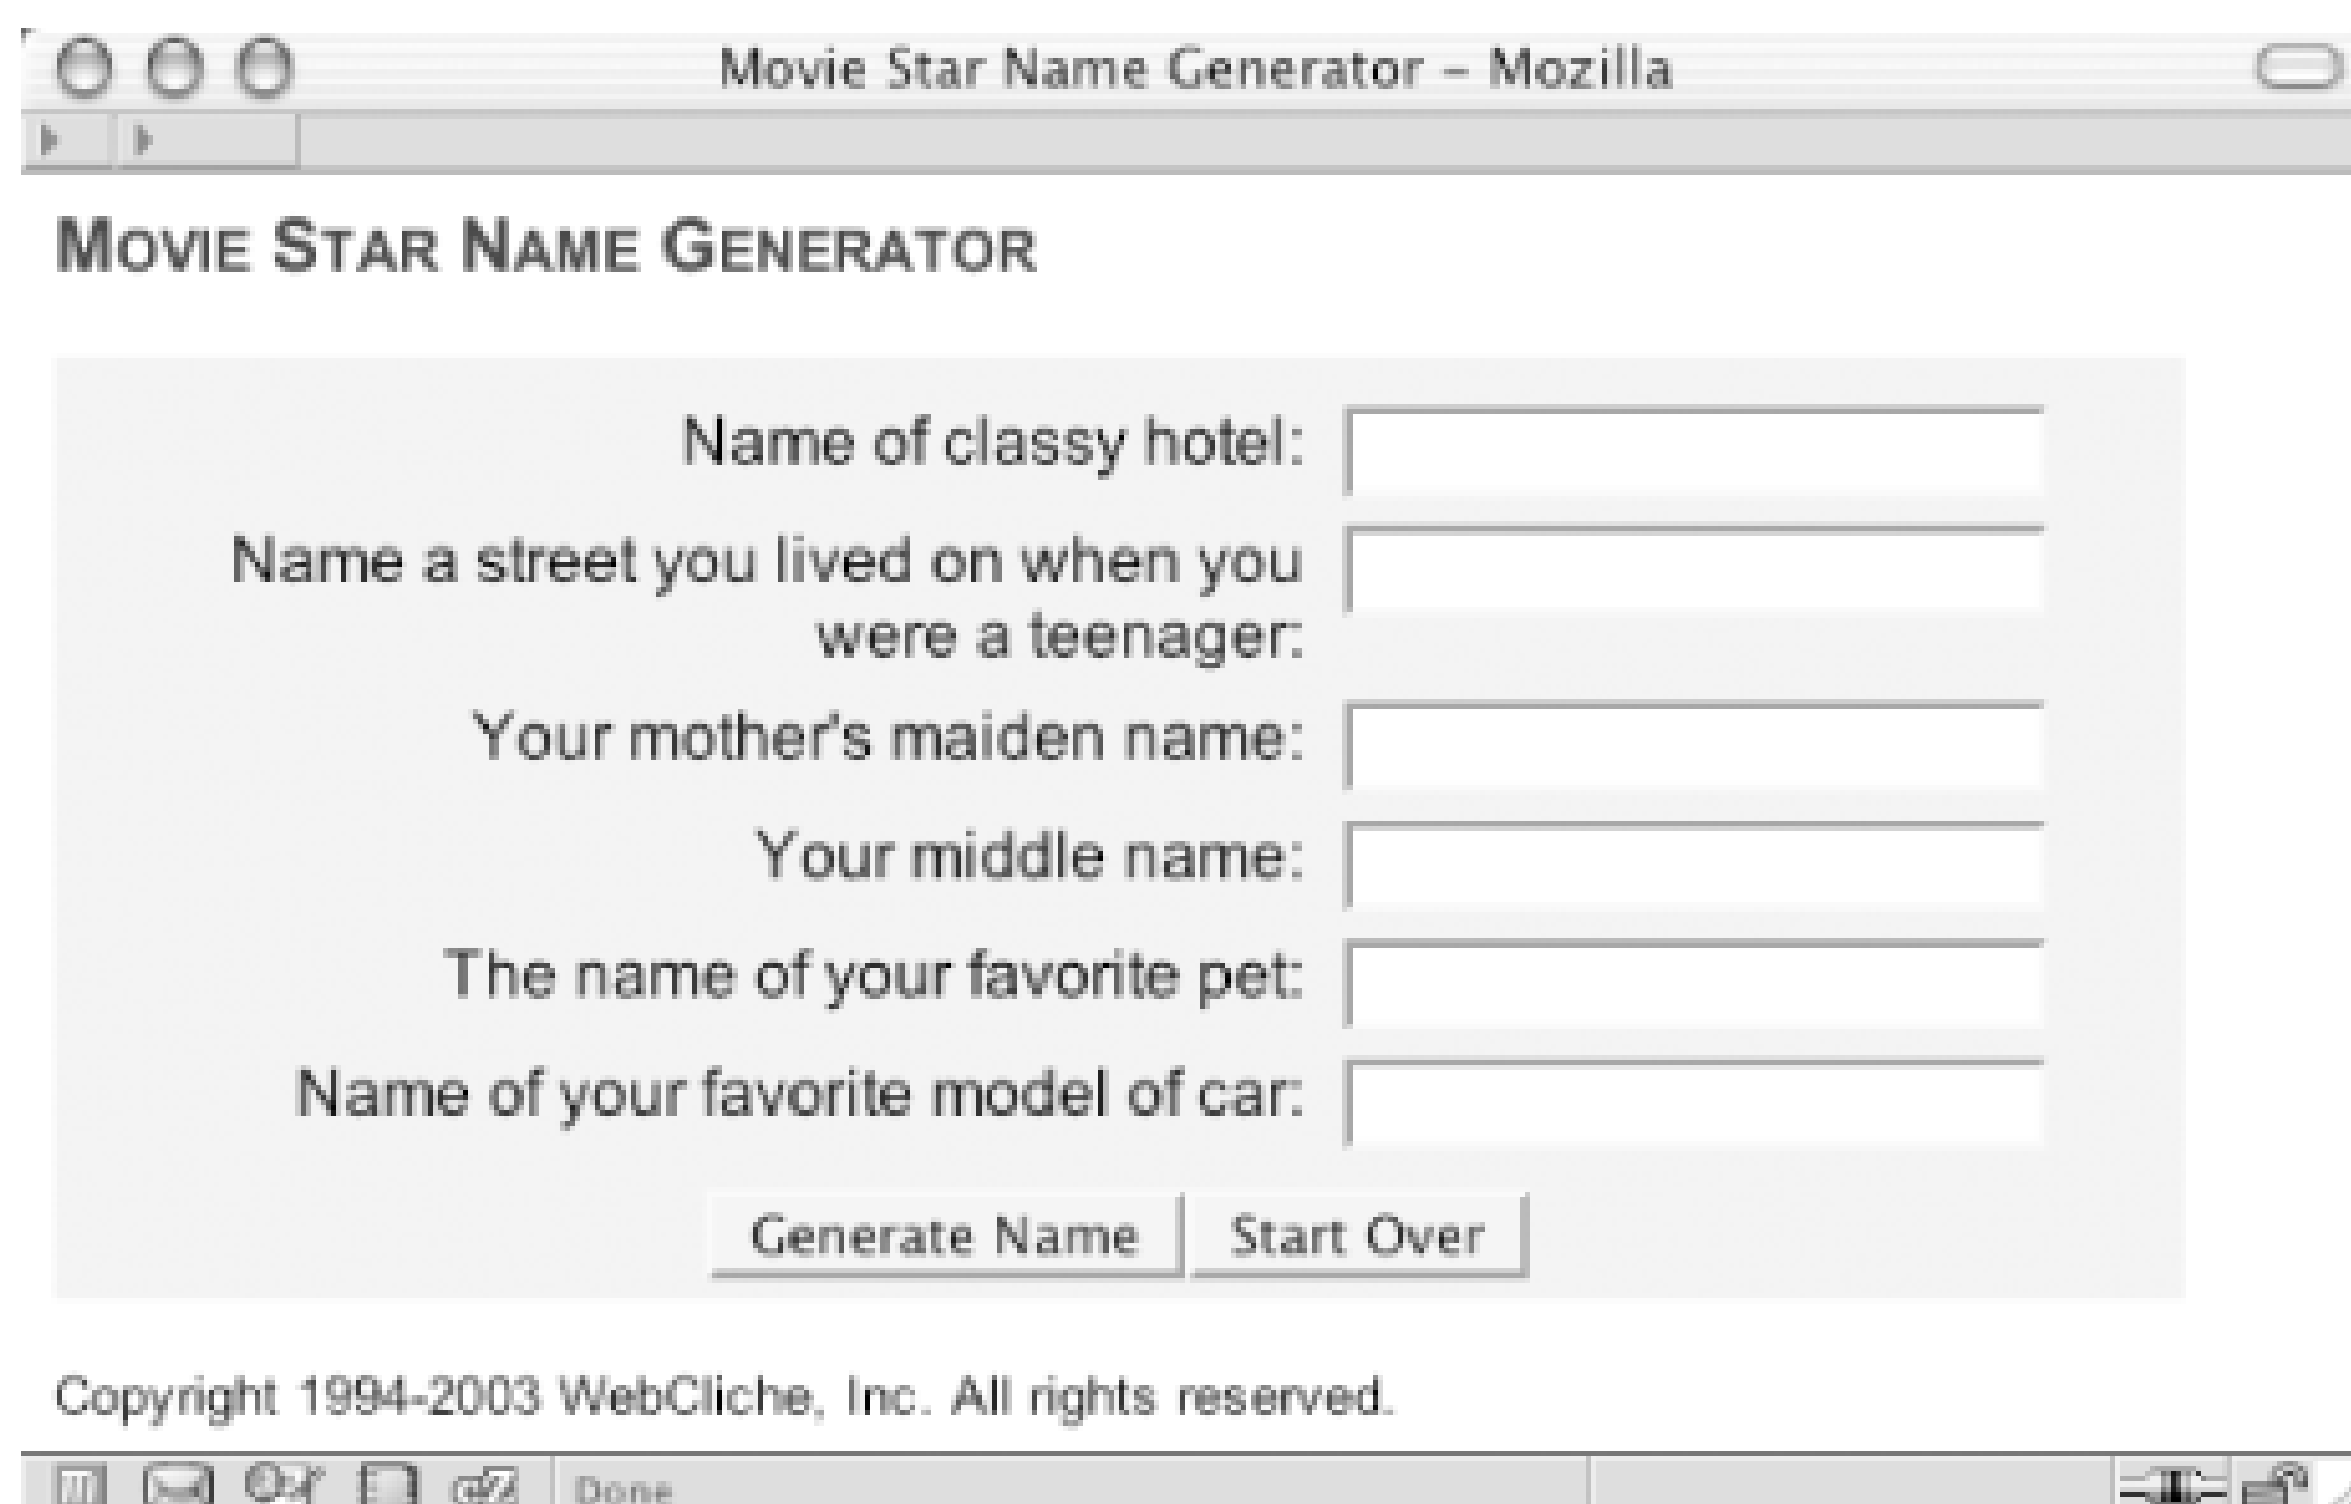 Movie Star Name Generator – Mozilla
MOVIE STAR NAME GENERATOR
Name of classy hotel:
Name a street you lived on when you
were a teenager:
Your mother's maiden name:
Your middle name:
The name of your favorite pet:
Name of your favorite model of car:
Generate Name Start Over
Copyright 1994-2003 WebCliche, Inc. All rights reserved.
Done